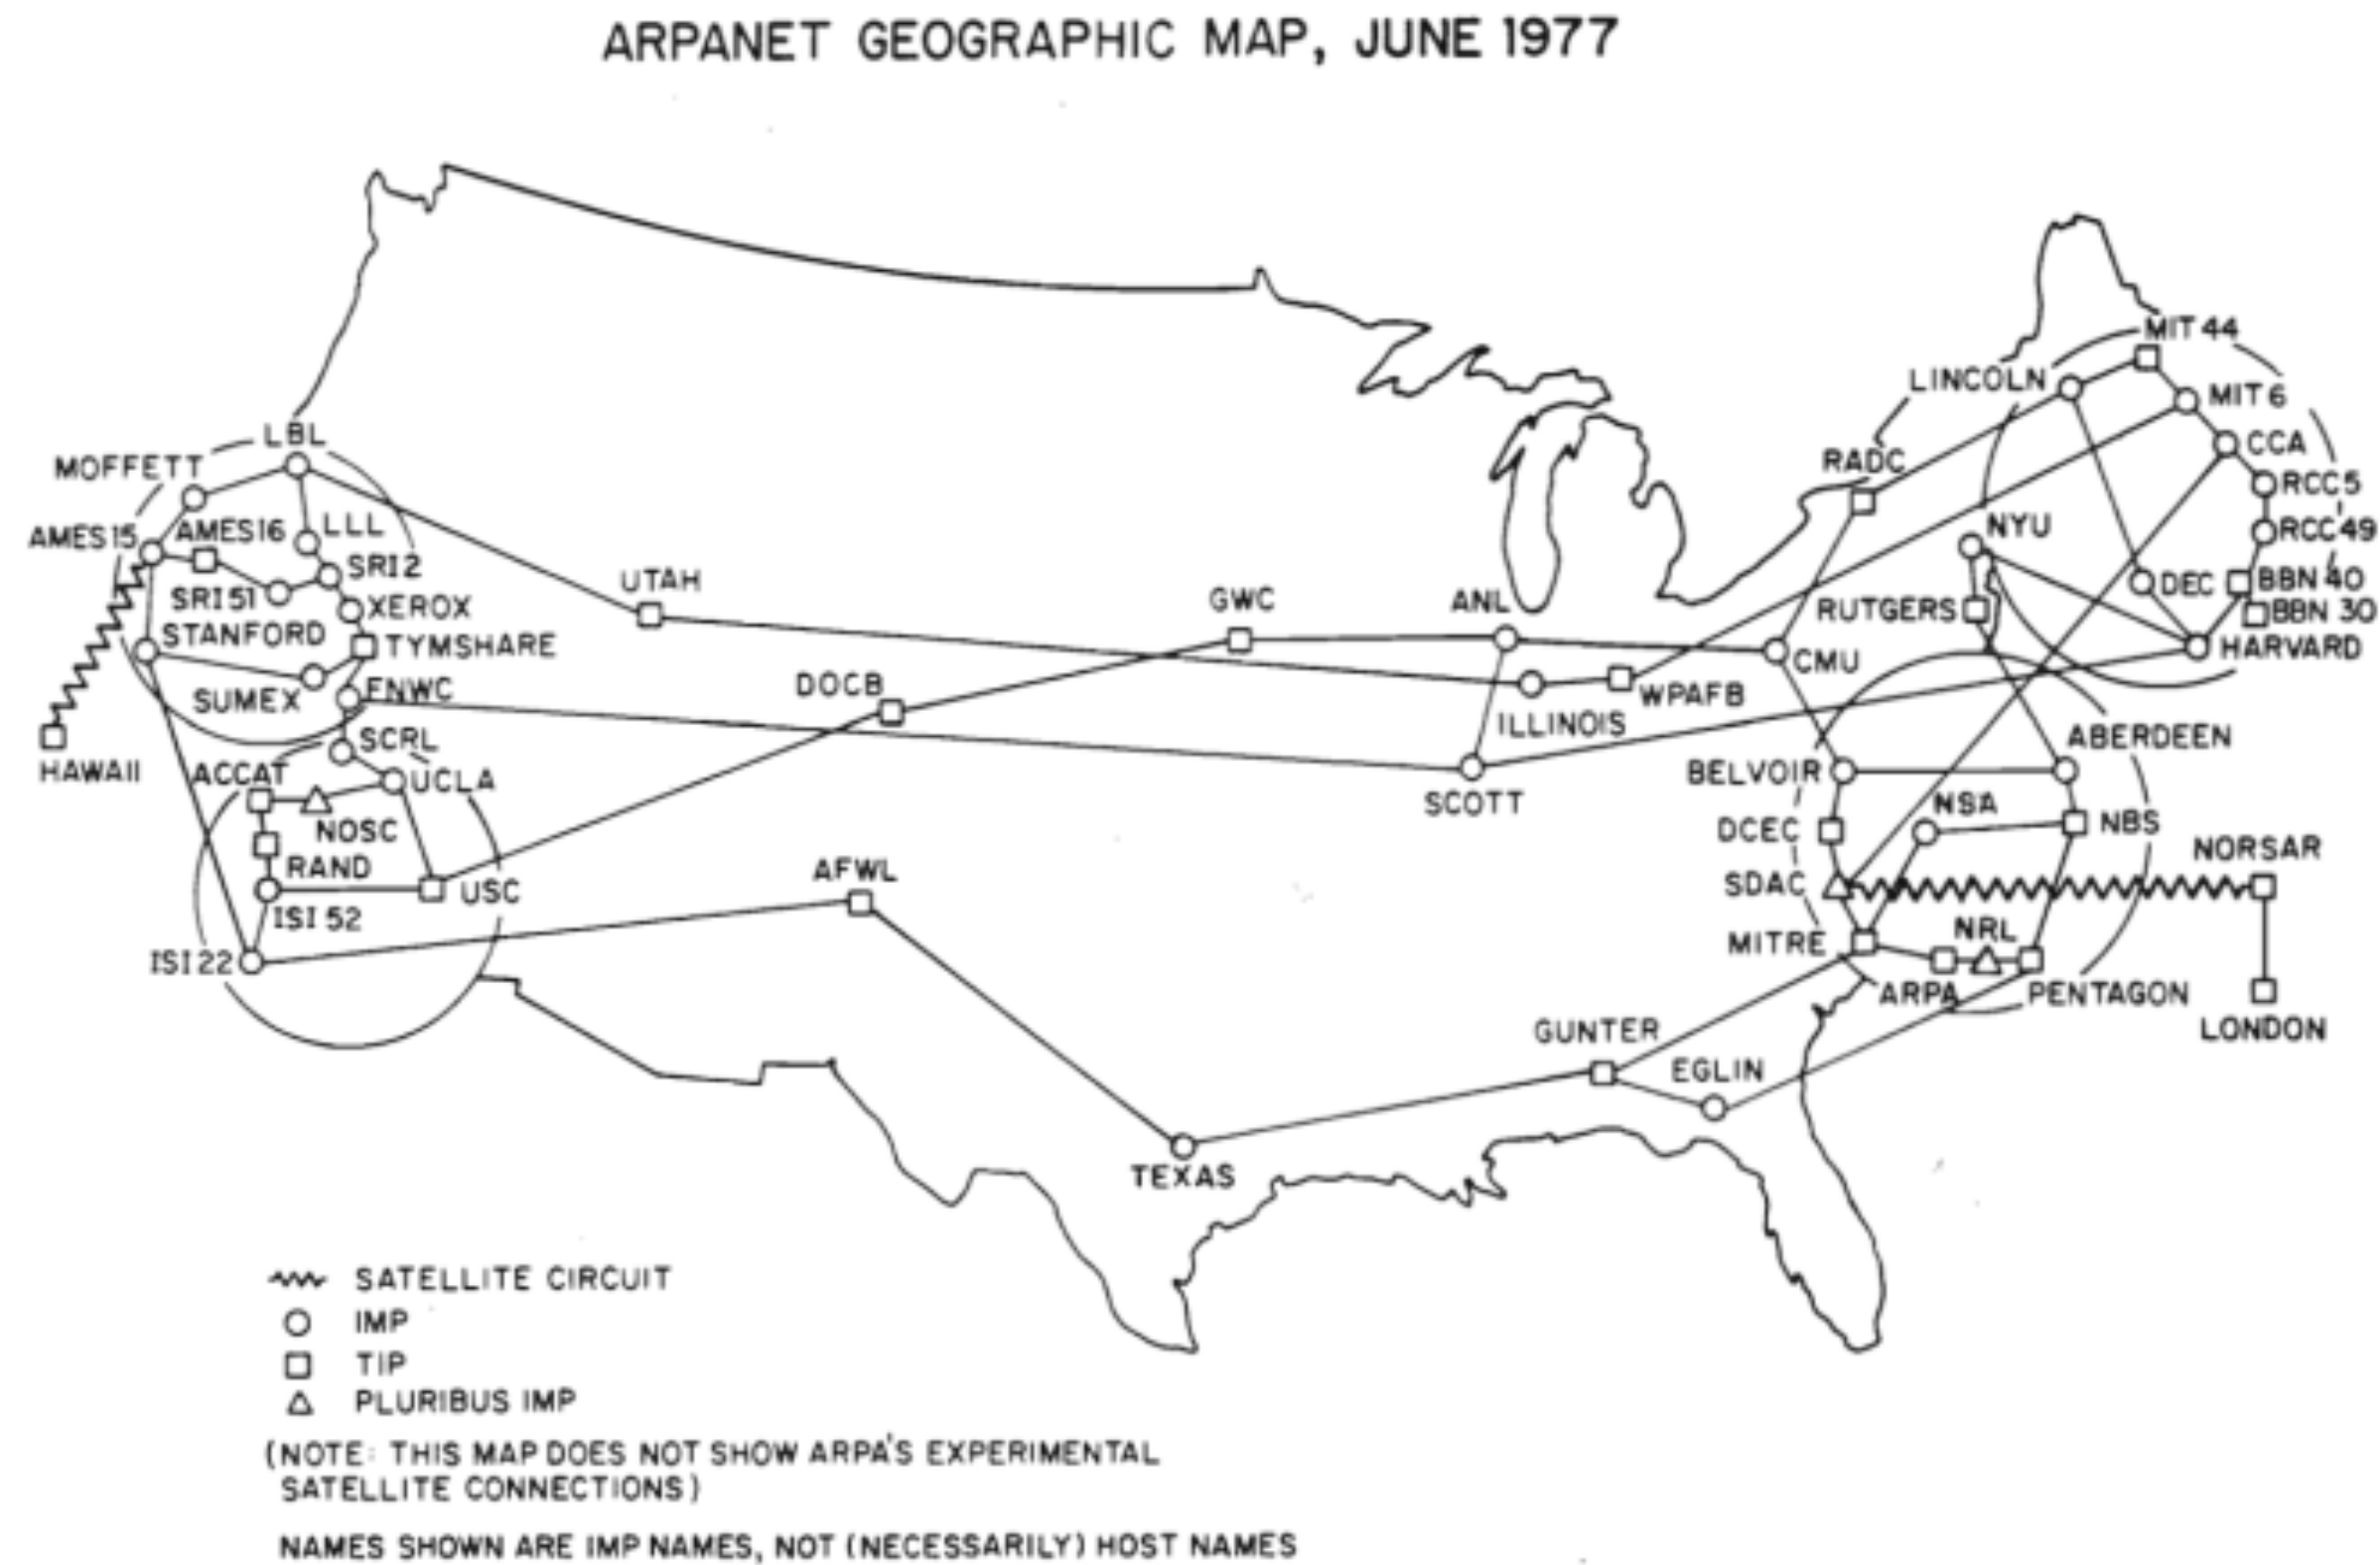 ARPANET GEOGRAPHIC MAP, JUNE 1977
MIT 44
LINCOLN
MIT 6
LBL
CCA
MOFFETT
RADC
RCC 5
AMES 15
AMES16
LLL
NYU
RCC 49
SRI 2
UTAH
DEC
BBN 40
SRI 51
XEROX
GWC
ANL
RUTGERS
BBN 30
STANFORD
TYMSHARE
HARVARD
CMU
SUMEX
FNWC
DOCB
WPAFB
ILLINOIS
SCRL
ABERDEEN
HAWAII
ACCAT
UCLA
BELVOIR
SCOTT
NSA
NOSC
DCEC
NBS
NORSAR
RAND
AFWL
SDAC
USC
ISI 52
NRL
MITRE
ISI 22
ARPA
PENTAGON
LONDON
GUNTER
EGLIN
TEXAS
SATELLITE CIRCUIT
IMP
TIP
PLURIBUS IMP
(NOTE: THIS MAP DOES NOT SHOW ARPA'S EXPERIMENTAL
SATELLITE CONNECTIONS)
NAMES SHOWN ARE IMP NAMES, NOT (NECESSARILY) HOST NAMES